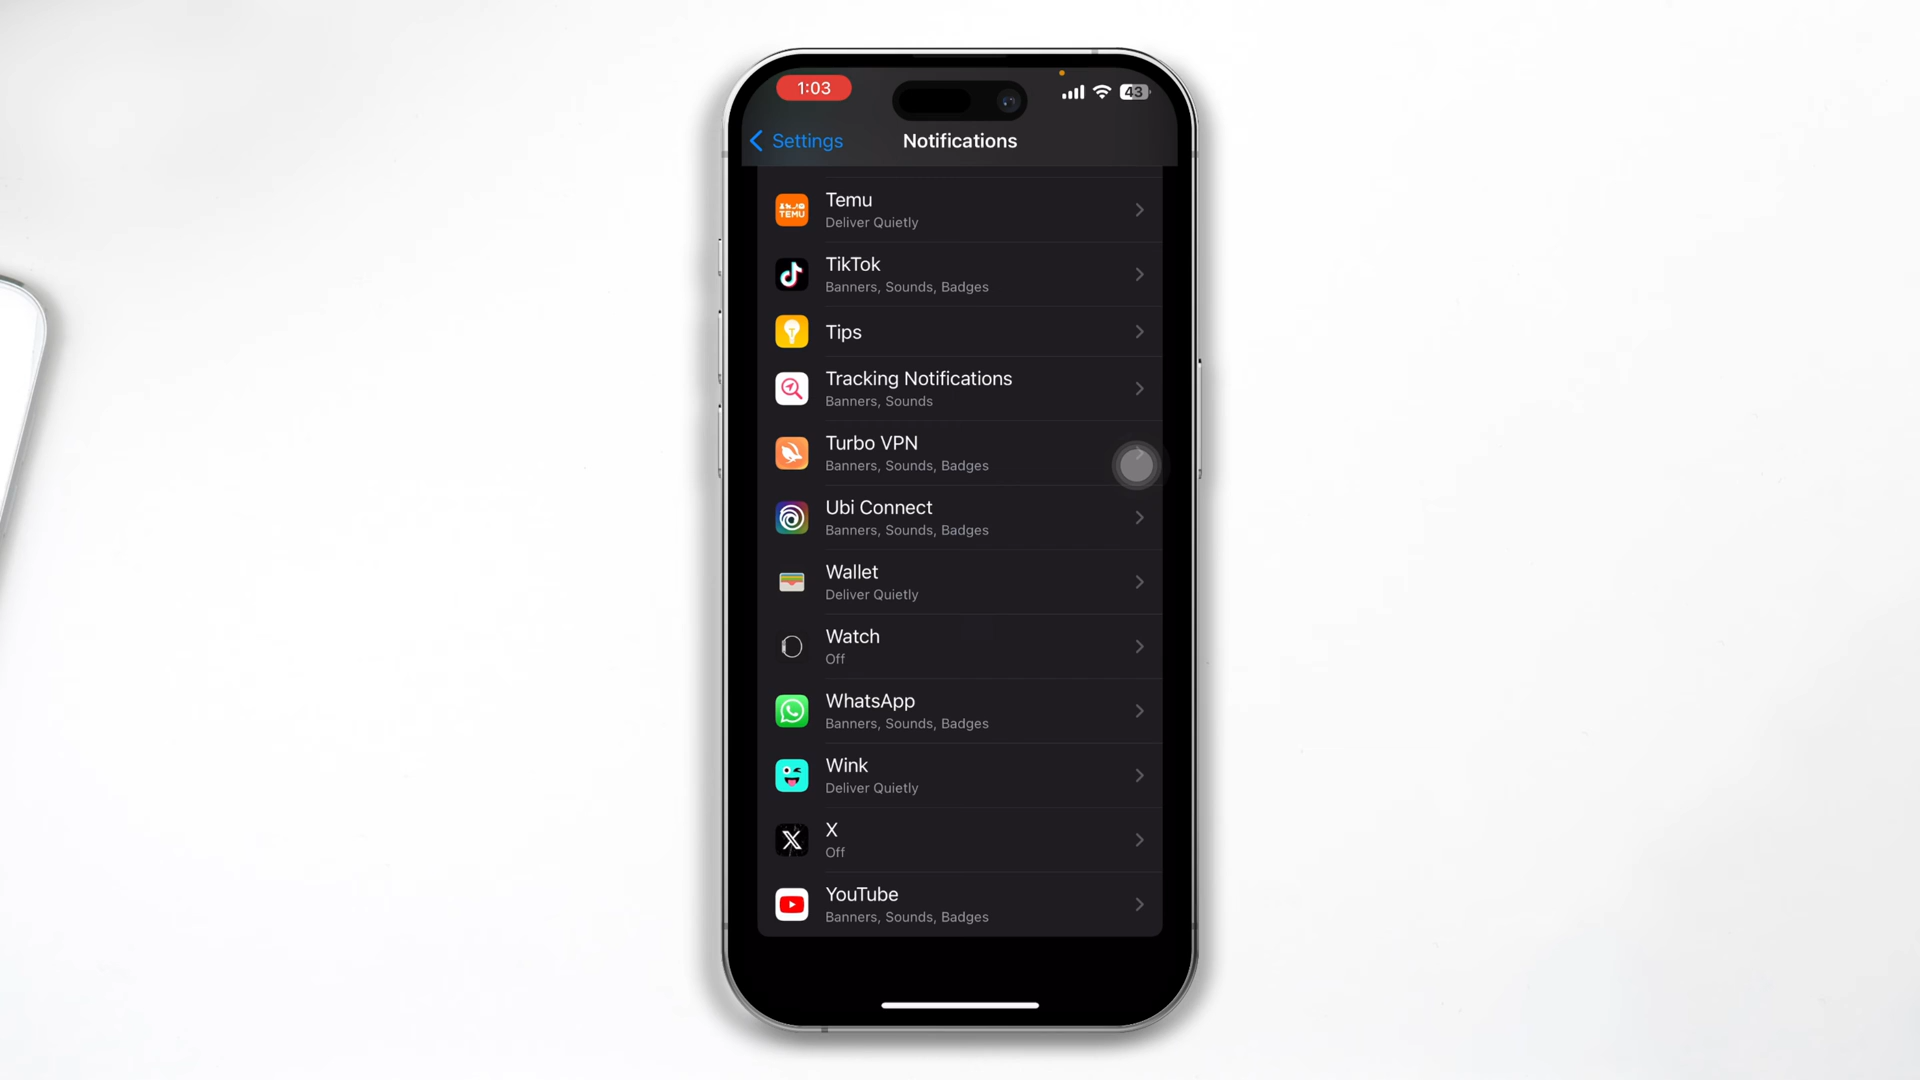 1:03
43
Settings
Notifications
TEMU
Temu
Deliver Quietly
TikTok
Banners, Sounds, Badges
Tips
Tracking Notifications
Banners, Sounds
Turbo VPN
Banners, Sounds, Badges
Ubi Connect
Banners, Sounds, Badges
Wallet
Deliver Quietly
Watch
Off
WhatsApp
Banners, Sounds, Badges
Wink
Deliver Quietly
X
Off
YouTube
Banners, Sounds, Badges